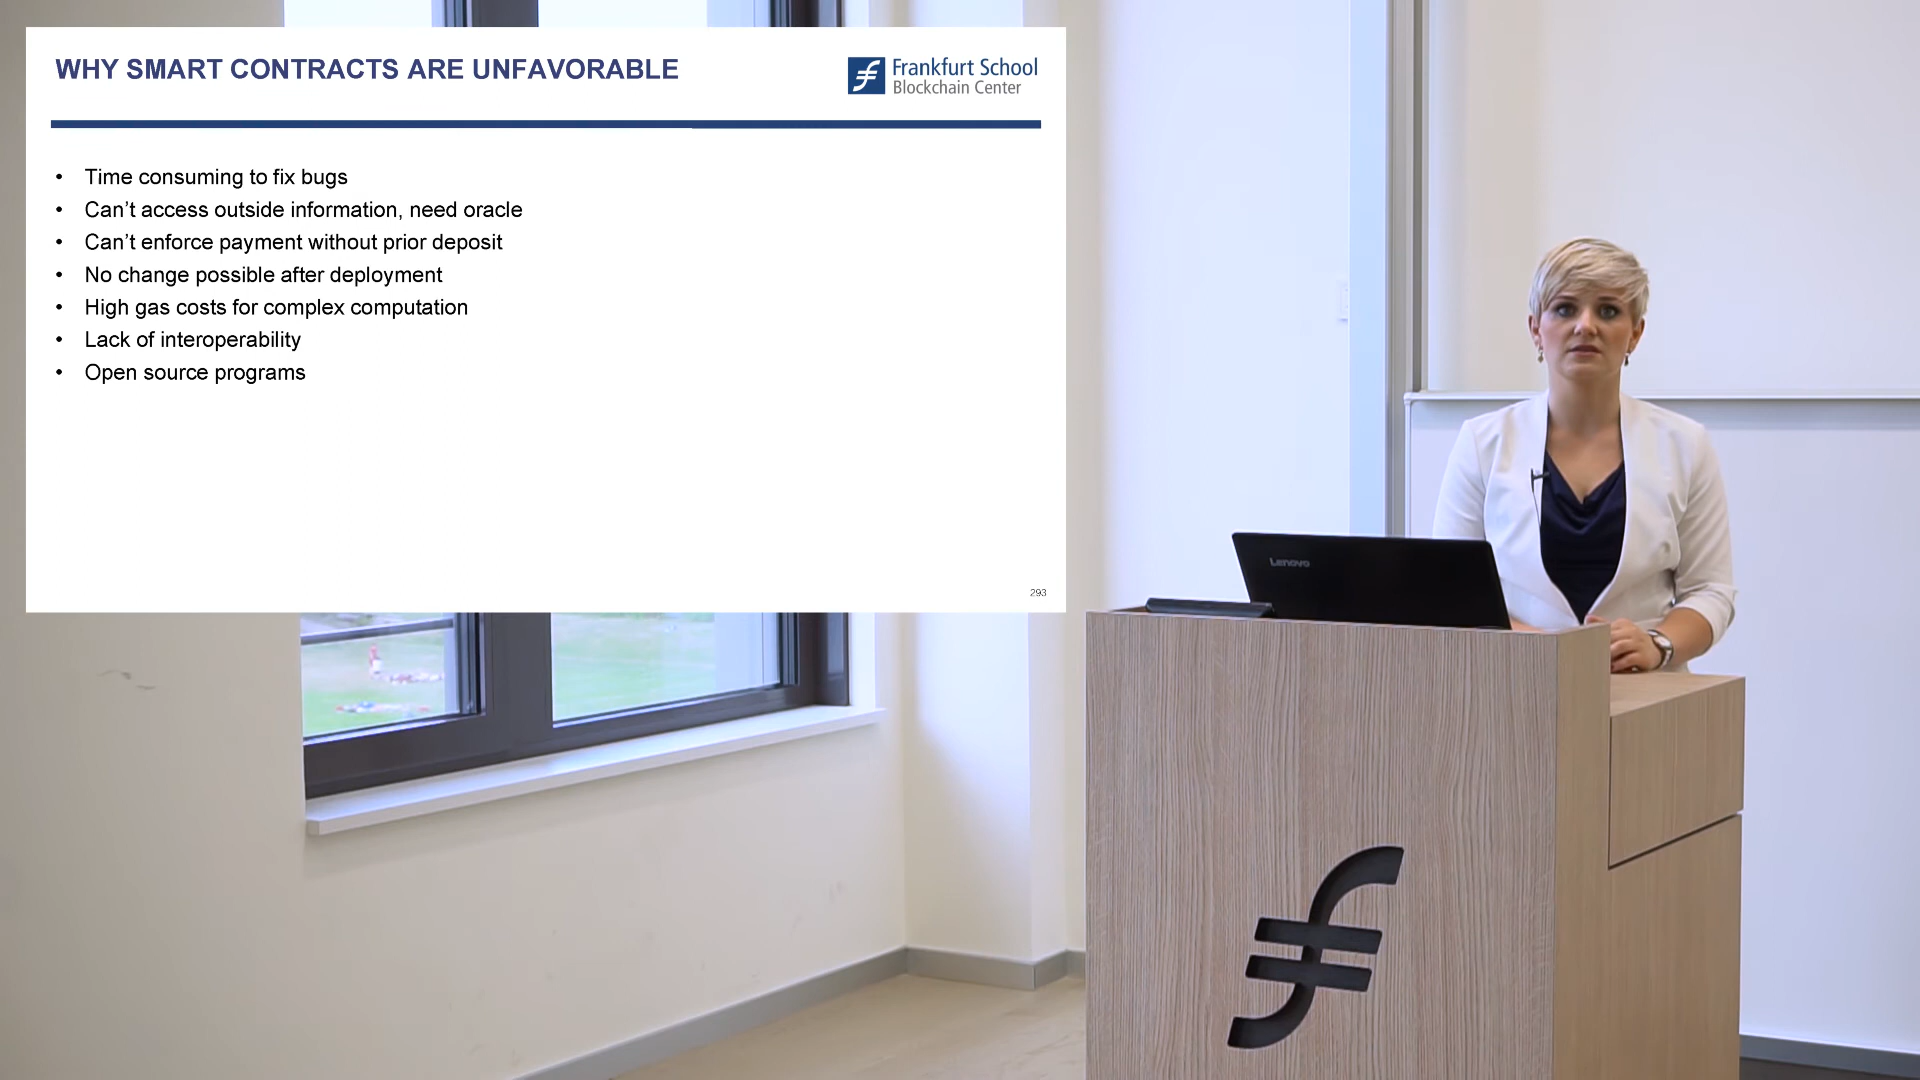 WHY SMART CONTRACTS ARE UNFAVORABLE
Frankfurt School
Blockchain Center
• Time consuming to fix bugs
• Can’t access outside information, need oracle
• Can’t enforce payment without prior deposit
• No change possible after deployment
• High gas costs for complex computation
• Lack of interoperability
• Open source programs
293
Lenovo